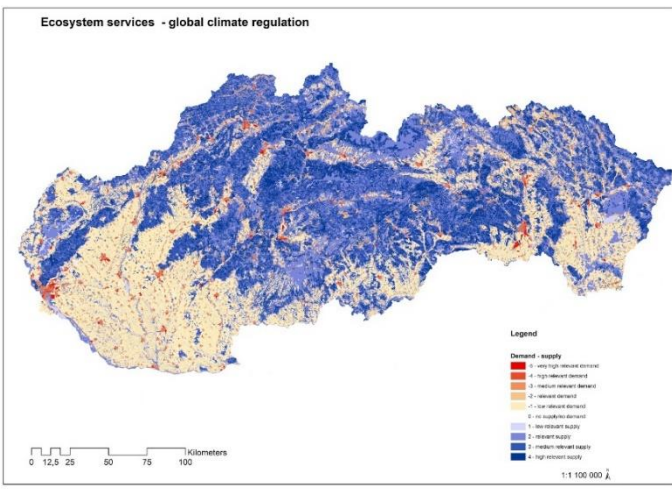 Ecosystem services - global climate regulation
Legend
Demand - supply
-5 - very high relevant demand
-4 - high relevant demand
-3 - medium relevant demand
-2 - relevant demand
-1 - low relevant demand
0 - no supply/no demand
1 - low relevant supply
2 - relevant supply
3 - medium relevant supply
4 - high relevant supply
Kilometers
0 12,5 25 50 75 100
1:1 100 000